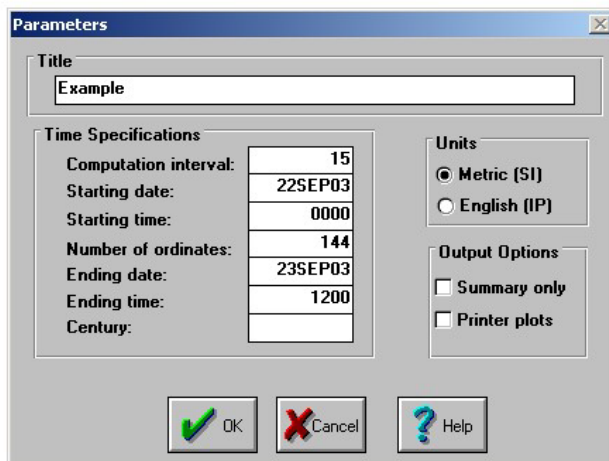 Parameters
Title
Example
Time Specifications
Computation interval: 15
Starting date: 22SEP03
Starting time: 0000
Number of ordinates: 144
Ending date: 23SEP03
Ending time: 1200
Century:
Units
Metric (SI)
English (IP)
Output Options
Summary only
Printer plots
OK
Cancel
Help